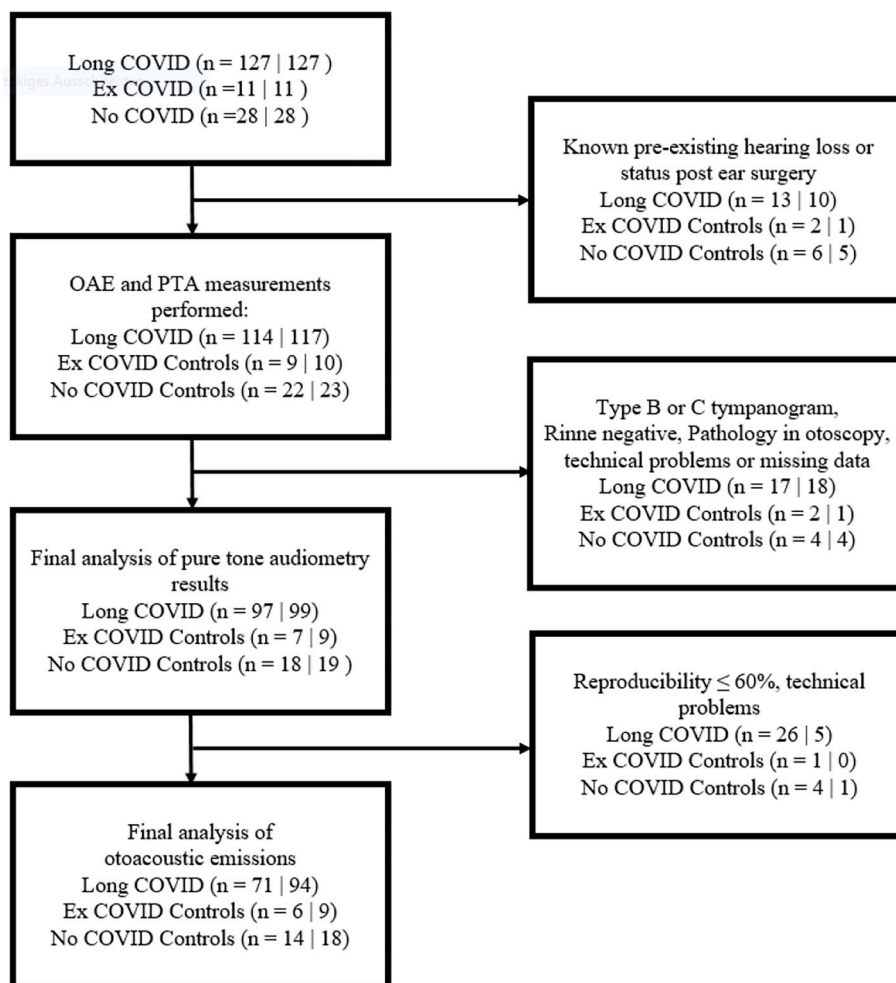 Long COVID (n = 127 | 127 )
Ex COVID (n =11 | 11 )
No COVID (n =28 | 28 )
Known pre-existing hearing loss or
status post ear surgery
Long COVID (n = 13 | 10)
Ex COVID Controls (n = 2 | 1)
No COVID Controls (n = 6 | 5)
OAE and PTA measurements
performed:
Long COVID (n = 114 | 117)
Ex COVID Controls (n = 9 | 10)
No COVID Controls (n = 22 | 23)
Type B or C tympanogram,
Rinne negative, Pathology in otoscopy,
technical problems or missing data
Long COVID (n = 17 | 18)
Ex COVID Controls (n = 2 | 1)
No COVID Controls (n = 4 | 4)
Final analysis of pure tone audiometry
results
Long COVID (n = 97 | 99)
Ex COVID Controls (n = 7 | 9)
No COVID Controls (n = 18 | 19 )
Reproducibility ≤ 60%, technical
problems
Long COVID (n = 26 | 5)
Ex COVID Controls (n = 1 | 0)
No COVID Controls (n = 4 | 1)
Final analysis of
otoacoustic emissions
Long COVID (n = 71 | 94)
Ex COVID Controls (n = 6 | 9)
No COVID Controls (n = 14 | 18)